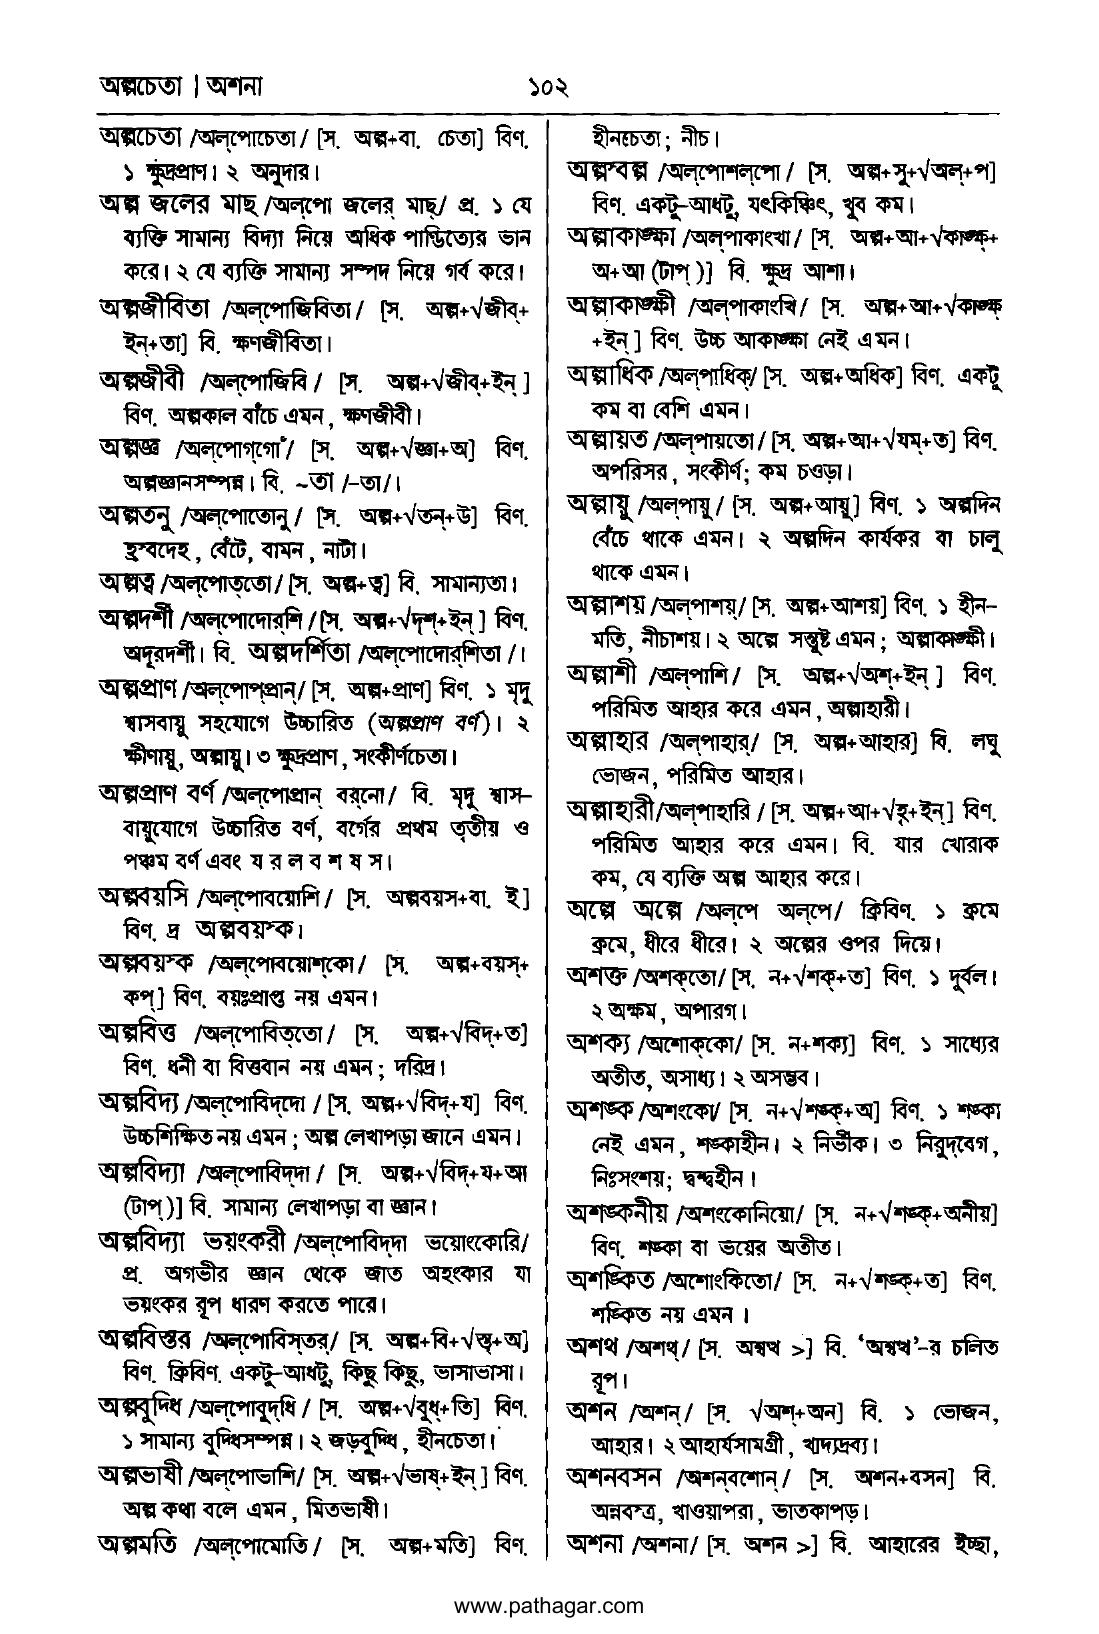 অল্পচেতা | অশনা
১০২
অল্পচেতা /অল্‌পোচেতা/ [স. অল্প+বা. চেতা] বিণ.
১ ক্ষুদ্রপ্রাণ। ২ অনুদার।
অল্প জলের মাছ /অল্‌পো জলের্ মাছ্/ প্র. ১ যে
ব্যক্তি সামান্য বিদ্যা নিয়ে অধিক পাণ্ডিত্যের ভান
করে। ২ যে ব্যক্তি সামান্য সম্পদ নিয়ে গর্ব করে।
অল্পজীবিতা /অল্‌পোজিবিতা/ [স. অল্প+√জীব্+
ইন্+তা] বি. ক্ষণজীবিতা।
অল্পজীবী /অল্‌পোজিবি/ [স. অল্প+√জীব্+ইন্]
বিণ. অল্পকাল বাঁচে এমন, ক্ষণজীবী।
অল্পজ্ঞ /অল্‌পোগ্‌গোঁ/ [স. অল্প+√জ্ঞা+অ] বিণ.
অল্পজ্ঞানসম্পন্ন। বি. ~তা /–তা/।
অল্পতনু /অল্‌পোতোনু/ [স. অল্প+√তন্+উ] বিণ.
হ্রস্বদেহ, বেঁটে, বামন, নাটা।
অল্পত্ব /অল্‌পোত্‌তো/ [স. অল্প+ত্ব] বি. সামান্যতা।
অল্পদর্শী /অল্‌পোদোর্‌শি/ [স. অল্প+√দৃশ্+ইন্] বিণ.
অদূরদর্শী। বি. অল্পদর্শিতা /অল্‌পোদোর্‌শিতা/।
অল্পপ্রাণ /অল্‌পোপ্‌প্রান্/ [স. অল্প+প্রাণ] বিণ. ১ মৃদু
শ্বাসবায়ু সহযোগে উচ্চারিত (অল্পপ্রাণ বর্ণ)। ২
ক্ষীণায়ু, অল্পায়ু। ৩ ক্ষুদ্রপ্রাণ, সংকীর্ণচেতা।
অল্পপ্রাণ বর্ণ /অল্‌পোপ্রান্ বর্‌নো/ বি. মৃদু শ্বাস–
বায়ুযোগে উচ্চারিত বর্ণ, বর্গের প্রথম তৃতীয় ও
পঞ্চম বর্ণ এবং য র ল ব শ ষ স।
অল্পবয়সি /অল্‌পোবয়োশি/ [স. অল্পবয়স+বা. ই]
বিণ. দ্র অল্পবয়স্ক।
অল্পবয়স্ক /অল্‌পোবয়োশ্‌কো/ [স. অল্প+বয়স্+
কপ্] বিণ. বয়ঃপ্রাপ্ত নয় এমন।
অল্পবিত্ত /অল্‌পোবিত্‌তো/ [স. অল্প+√বিদ্+ত]
বিণ. ধনী বা বিত্তবান নয় এমন; দরিদ্র।
অল্পবিদ্য /অল্‌পোবিদ্‌দো/ [স. অল্প+√বিদ্+য] বিণ.
উচ্চশিক্ষিত নয় এমন; অল্প লেখাপড়া জানে এমন।
অল্পবিদ্যা /অল্‌পোবিদ্‌দা/ [স. অল্প+√বিদ্+য+আ
(টাপ্)] বি. সামান্য লেখাপড়া বা জ্ঞান।
অল্পবিদ্যা ভয়ংকরী /অল্‌পোবিদ্‌দা ভয়োংকোরি/
প্র. অগভীর জ্ঞান থেকে জাত অহংকার যা
ভয়ংকর রূপ ধারণ করতে পারে।
অল্পবিস্তর /অল্‌পোবিস্‌তর্/ [স. অল্প+বি+√স্তৃ+অ]
বিণ. ক্রিবিণ. একটু–আধটু, কিছু কিছু, ভাসাভাসা।
অল্পবুদ্ধি /অল্‌পোবুদ্‌ধি/ [স. অল্প+√বুধ্+তি] বিণ.
১ সামান্য বুদ্ধিসম্পন্ন। ২ জড়বুদ্ধি, হীনচেতা।
অল্পভাষী /অল্‌পোভাশি/ [স. অল্প+√ভাষ্+ইন্] বিণ.
অল্প কথা বলে এমন, মিতভাষী।
অল্পমতি /অল্‌পোমোতি/ [স. অল্প+মতি] বিণ.
হীনচেতা; নীচ।
অল্পস্বল্প /অল্‌পোশল্‌পো/ [স. অল্প+সু+√অল্+প]
বিণ. একটু–আধটু, যৎকিঞ্চিৎ, খুব কম।
অল্পাকাঙ্ক্ষা /অল্‌পাকাংখা/ [স. অল্প+আ+√কাঙ্ক্ষ্+
অ+আ (টাপ্)] বি. ক্ষুদ্র আশা।
অল্পাকাঙ্ক্ষী /অল্‌পাকাংখি/ [স. অল্প+আ+√কাঙ্ক্ষ্
+ইন্] বিণ. উচ্চ আকাঙ্ক্ষা নেই এমন।
অল্পাধিক /অল্‌পাধিক্/ [স. অল্প+অধিক] বিণ. একটু
কম বা বেশি এমন।
অল্পায়ত /অল্‌পায়তো/ [স. অল্প+আ+√যম্+ত] বিণ.
অপরিসর, সংকীর্ণ; কম চওড়া।
অল্পায়ু /অল্‌পায়ু/ [স. অল্প+আয়ু] বিণ. ১ অল্পদিন
বেঁচে থাকে এমন। ২ অল্পদিন কার্যকর বা চালু
থাকে এমন।
অল্পাশয় /অল্‌পাশয়্/ [স. অল্প+আশয়] বিণ. ১ হীন–
মতি, নীচাশয়। ২ অল্পে সন্তুষ্ট এমন; অল্পাকাঙ্ক্ষী।
অল্পাশী /অল্‌পাশি/ [স. অল্প+√অশ্+ইন্] বিণ.
পরিমিত আহার করে এমন, অল্পাহারী।
অল্পাহার /অল্‌পাহার্/ [স. অল্প+আহার] বি. লঘু
ভোজন, পরিমিত আহার।
অল্পাহারী /অল্‌পাহারি/ [স. অল্প+আ+√হৃ+ইন্] বিণ.
পরিমিত আহার করে এমন। বি. যার খোরাক
কম, যে ব্যক্তি অল্প আহার করে।
অল্পে অল্পে /অল্‌পে অল্‌পে/ ক্রিবিণ. ১ ক্রমে
ক্রমে, ধীরে ধীরে। ২ অল্পের ওপর দিয়ে।
অশক্ত /অশক্‌তো/ [স. ন+√শক্+ত] বিণ. ১ দুর্বল।
২ অক্ষম, অপারগ।
অশক্য /অশোক্‌কো/ [স. ন+শক্য] বিণ. ১ সাধ্যের
অতীত, অসাধ্য। ২ অসম্ভব।
অশঙ্ক /অশংকো/ [স. ন+√শঙ্ক্+অ] বিণ. ১ শঙ্কা
নেই এমন, শঙ্কাহীন। ২ নির্ভীক। ৩ নিরুদ্‌বেগ,
নিঃসংশয়; দ্বন্দ্বহীন।
অশঙ্কনীয় /অশংকোনিয়ো/ [স. ন+√শঙ্ক্+অনীয়]
বিণ. শঙ্কা বা ভয়ের অতীত।
অশঙ্কিত /অশোংকিতো/ [স. ন+√শঙ্ক্+ত] বিণ.
শঙ্কিত নয় এমন।
অশথ /অশথ্/ [স. অশ্বত্থ >] বি. ‘অশ্বত্থ’–র চলিত
রূপ।
অশন /অশন্/ [স. √অশ্+অন] বি. ১ ভোজন,
আহার। ২ আহার্যসামগ্রী, খাদ্যদ্রব্য।
অশনবসন /অশন্‌বশোন্/ [স. অশন+বসন] বি.
অন্নবস্ত্র, খাওয়াপরা, ভাতকাপড়।
অশনা /অশনা/ [স. অশন >] বি. আহারের ইচ্ছা,
www.pathagar.com